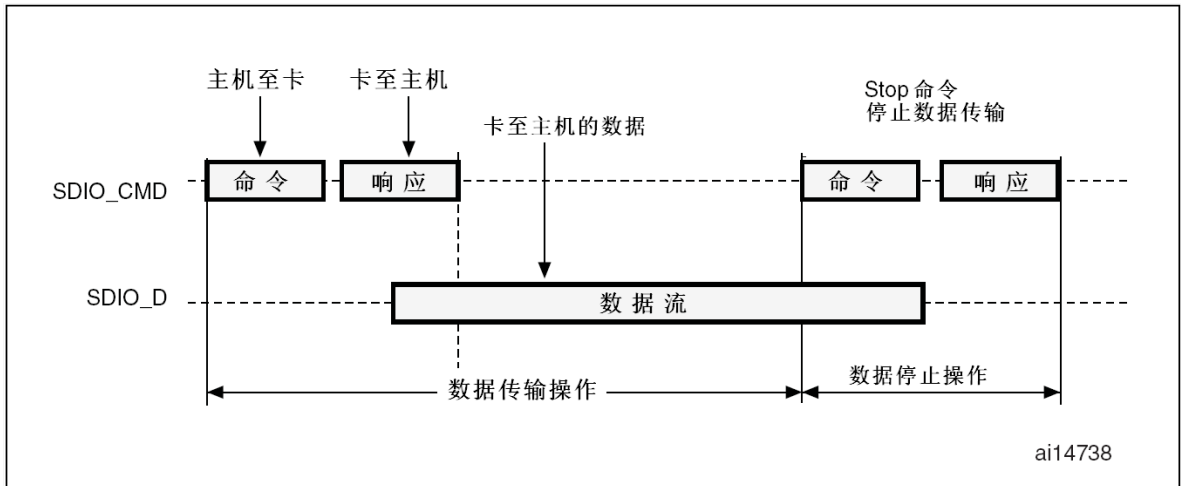 主机至卡
卡至主机
Stop 命令
停止数据传输
卡至主机的数据
SDIO_CMD
命令
响应
命令
响应
SDIO_D
数据流
数据传输操作
数据停止操作
ai14738